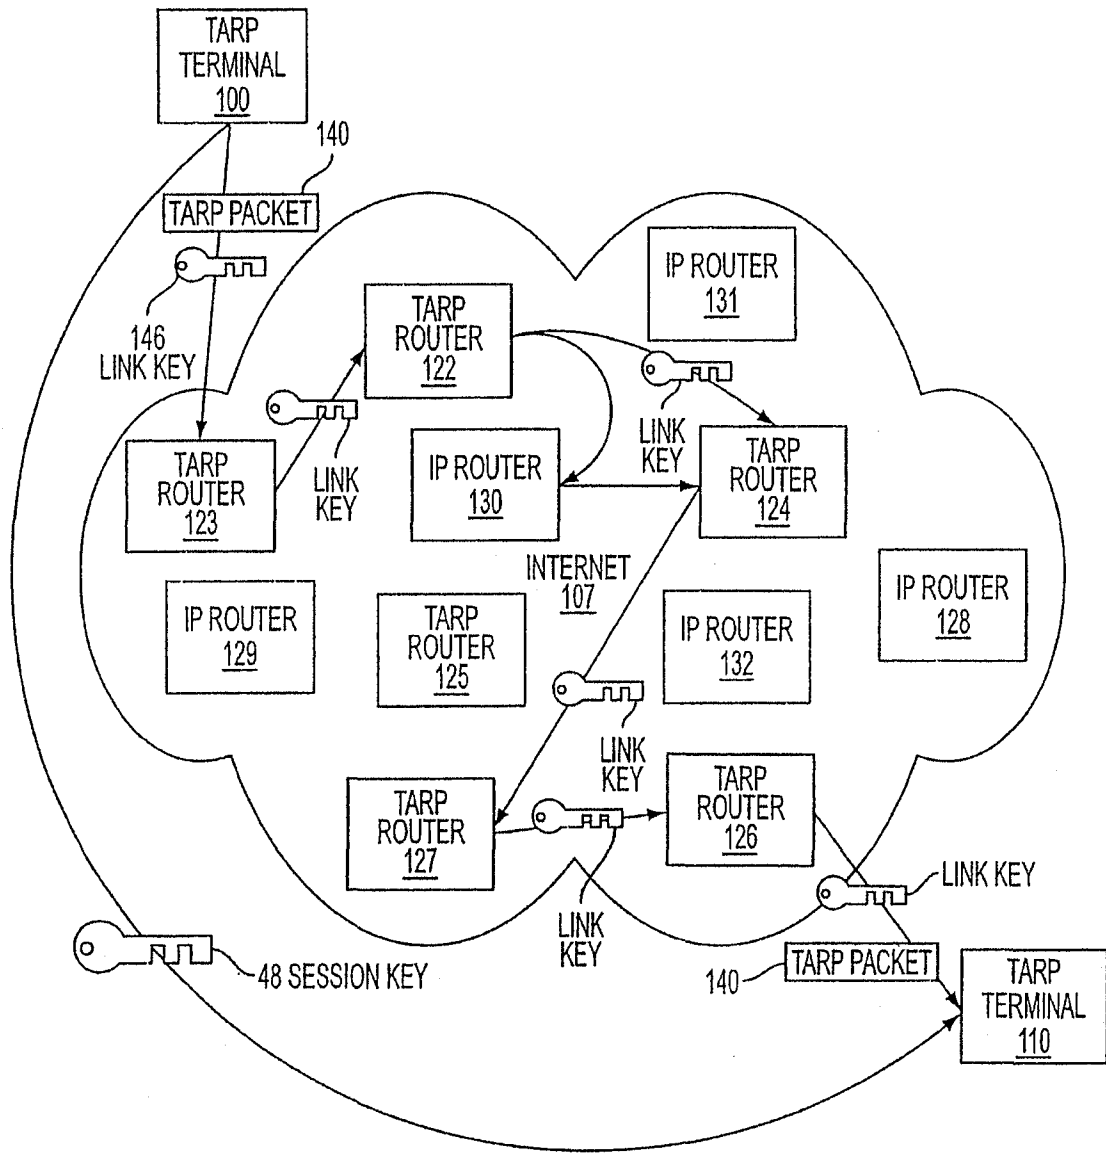 TARP
TERMINAL
100
140
TARP PACKET
146
LINK KEY
IP ROUTER
131
TARP
ROUTER
122
LINK
KEY
LINK
KEY
TARP
ROUTER
123
IP ROUTER
130
TARP
ROUTER
124
INTERNET
107
IP ROUTER
129
TARP
ROUTER
125
IP ROUTER
132
IP ROUTER
128
LINK
KEY
TARP
ROUTER
127
TARP
ROUTER
126
LINK
KEY
LINK KEY
48 SESSION KEY
140
TARP PACKET
TARP
TERMINAL
110